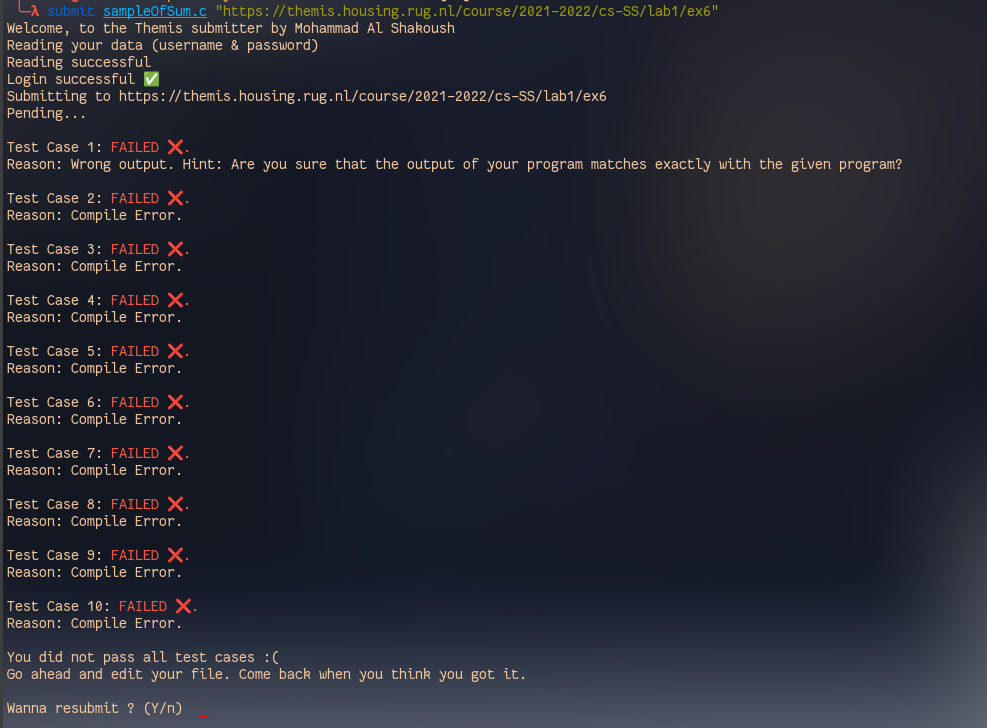 ╰─λ submit sampleOfSum.c "https://themis.housing.rug.nl/course/2021-2022/cs-SS/lab1/ex6"
Welcome, to the Themis submitter by Mohammad Al Shakoush
Reading your data (username & password)
Reading successful
Login successful ✅
Submitting to https://themis.housing.rug.nl/course/2021-2022/cs-SS/lab1/ex6
Pending...
Test Case 1: FAILED ❌.
Reason: Wrong output. Hint: Are you sure that the output of your program matches exactly with the given program?
Test Case 2: FAILED ❌.
Reason: Compile Error.
Test Case 3: FAILED ❌.
Reason: Compile Error.
Test Case 4: FAILED ❌.
Reason: Compile Error.
Test Case 5: FAILED ❌.
Reason: Compile Error.
Test Case 6: FAILED ❌.
Reason: Compile Error.
Test Case 7: FAILED ❌.
Reason: Compile Error.
Test Case 8: FAILED ❌.
Reason: Compile Error.
Test Case 9: FAILED ❌.
Reason: Compile Error.
Test Case 10: FAILED ❌.
Reason: Compile Error.
You did not pass all test cases :(
Go ahead and edit your file. Come back when you think you got it.
Wanna resubmit ? (Y/n) _